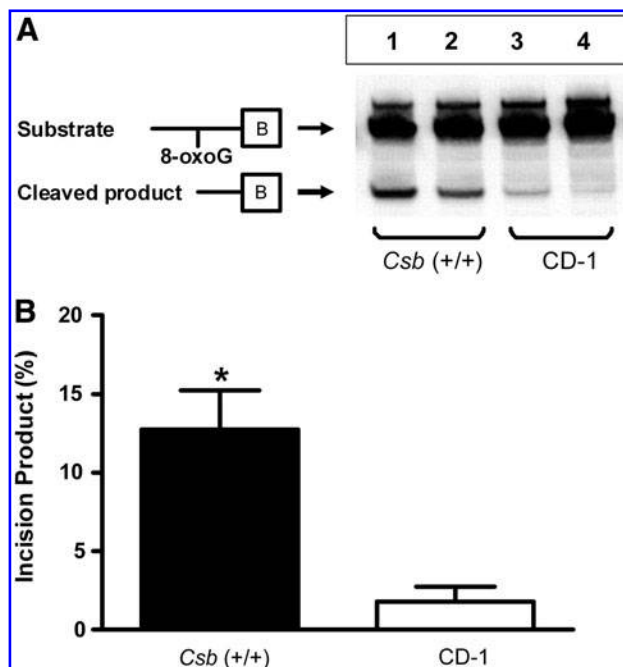 A
1 2 3 4
Substrate
B
8-oxoG
Cleaved product
B
Csb (+/+) CD-1
B
20
15
10
5
0
Incision Product (%)
*
Csb (+/+) CD-1